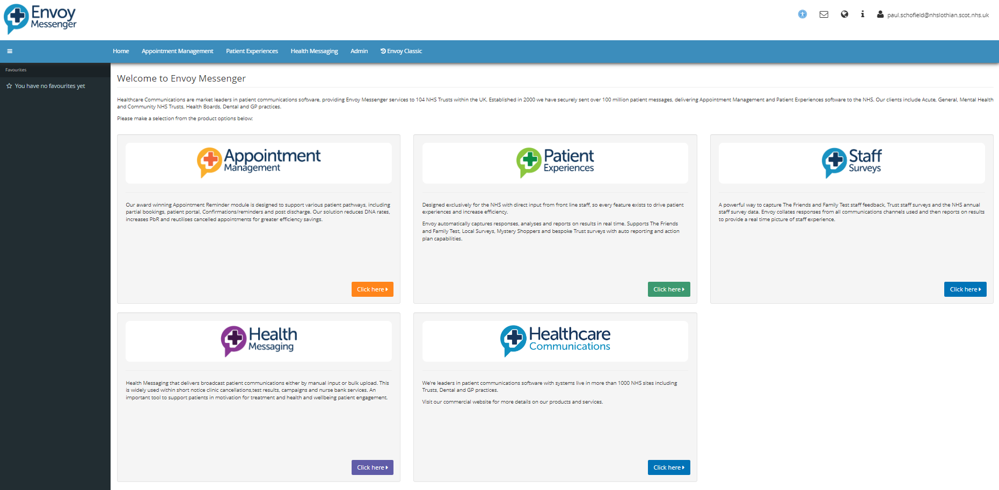 Envoy
Messenger
paul.schofield@nhslothian.scot.nhs.uk
Home
Appointment Management
Patient Experiences
Health Messaging
Admin
Envoy Classic
Favourites
You have no favourites yet
Welcome to Envoy Messenger
Healthcare Communications are market leaders in patient communications software, providing Envoy Messenger services to 104 NHS Trusts within the UK. Established in 2000 we have securely sent over 100 million patient messages, delivering Appointment Management and Patient Experiences software to the NHS. Our clients include Acute, General, Mental Health
and Community NHS Trusts, Health Boards, Dental and GP practices.
Please make a selection from the product options below:
Appointment
Management
Our award winning Appointment Reminder module is designed to support various patient pathways, including
partial bookings, patient portal, Confirmations/reminders and post discharge. Our solution reduces DNA rates,
increases PbR and reutilises cancelled appointments for greater efficiency savings.
Click here
Patient
Experiences
Designed exclusively for the NHS with direct input from front line staff, so every feature exists to drive patient
experiences and increase efficiency.
Envoy automatically captures responses, analyses and reports on results in real time. Supports The Friends
and Family Test, Local Surveys, Mystery Shoppers and bespoke Trust surveys with auto reporting and action
plan capabilities.
Click here
Staff
Surveys
A powerful way to capture The Friends and Family Test staff feedback, Trust staff surveys and the NHS annual
staff survey data. Envoy collates responses from all communications channels used and then reports on results
to provide a real time picture of staff experience.
Click here
Health
Messaging
Health Messaging that delivers broadcast patient communications either by manual input or bulk upload. This
is widely used within short notice clinic cancellations,test results, campaigns and nurse bank services. An
important tool to support patients in motivation for treatment and health and wellbeing patient engagement.
Click here
Healthcare
Communications
We're leaders in patient communications software with systems live in more than 1000 NHS sites including
Trusts, Dental and GP practices.
Visit our commercial website for more details on our products and services.
Click here